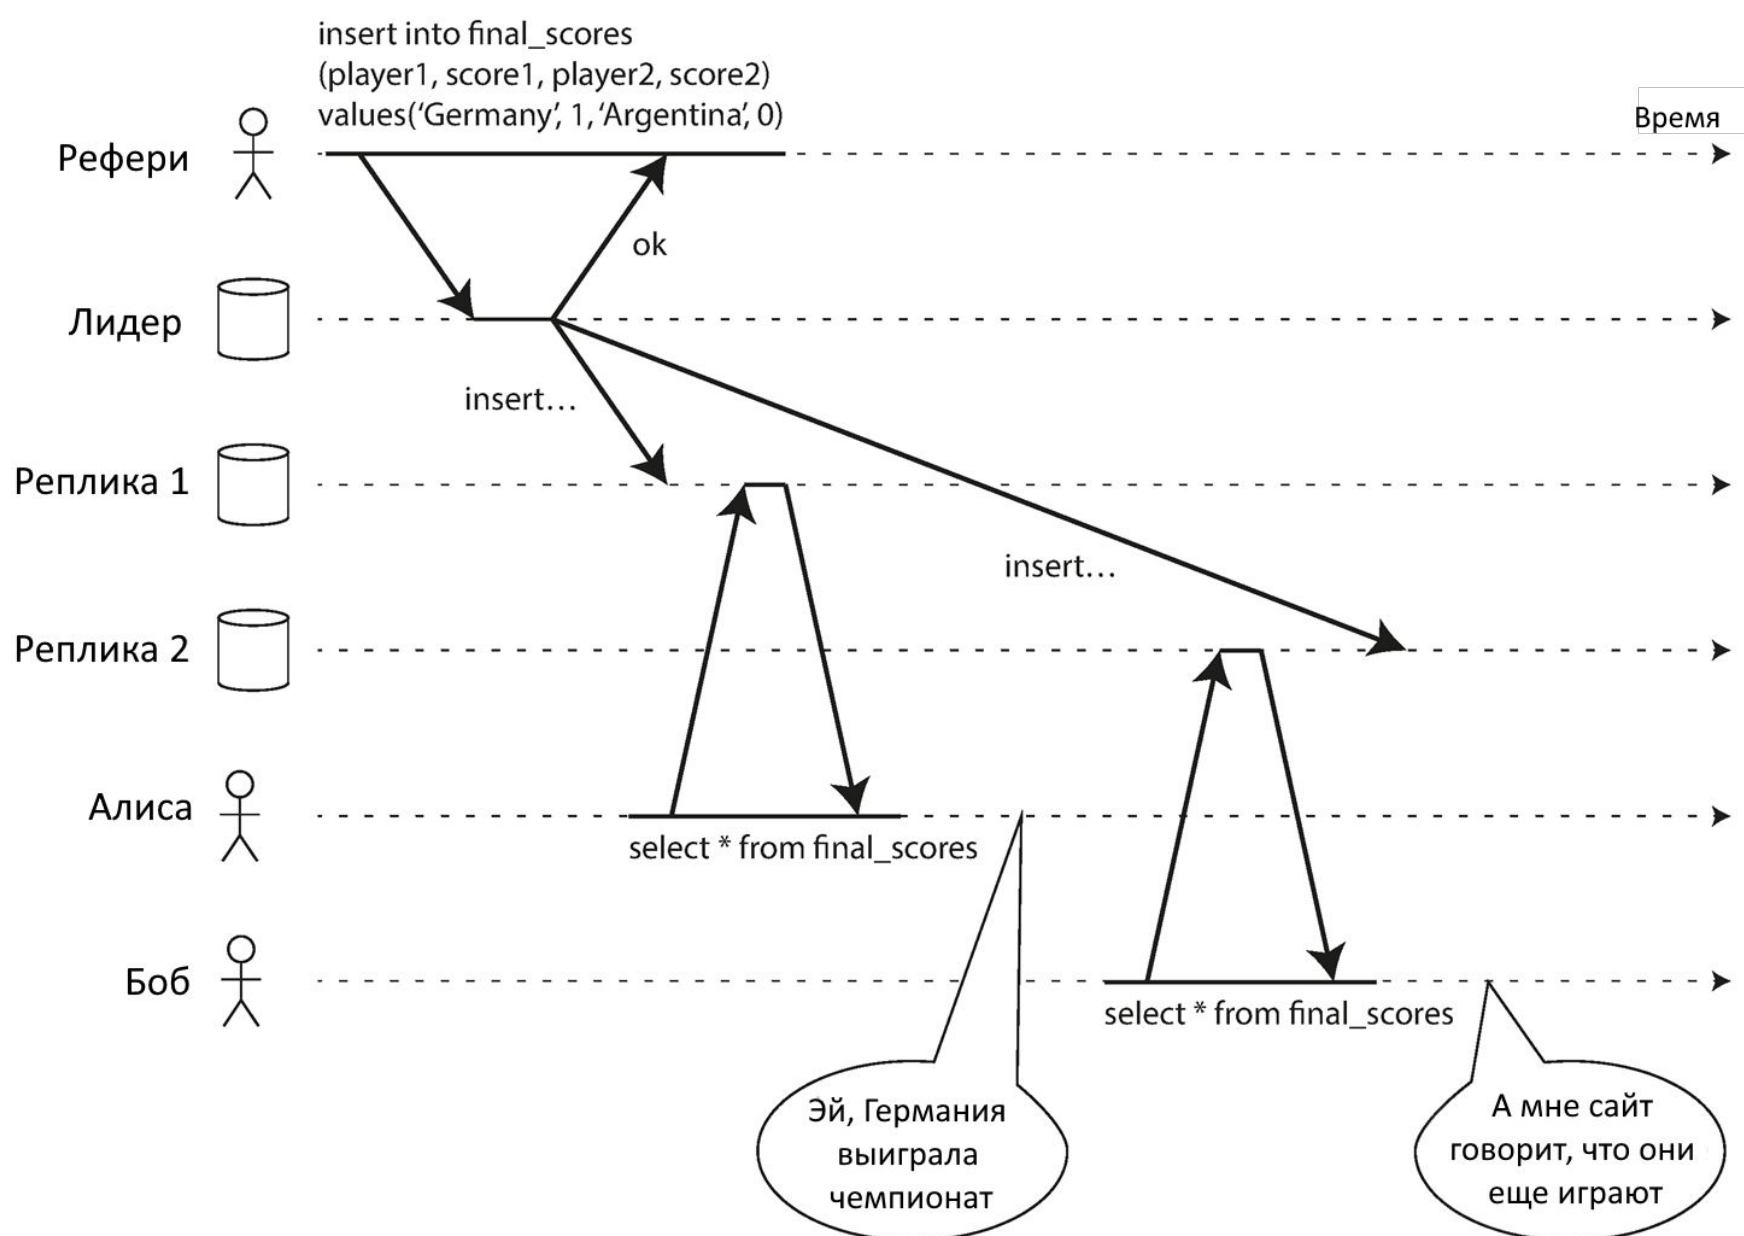 insert into final_scores
(player1, score1, player2, score2)
values(‘Germany’, 1, ‘Argentina’, 0)
Время
Рефери
ok
Лидер
insert…
Реплика 1
insert…
Реплика 2
Алиса
select * from final_scores
Боб
select * from final_scores
Эй, Германия
выиграла
чемпионат
А мне сайт
говорит, что они
еще играют